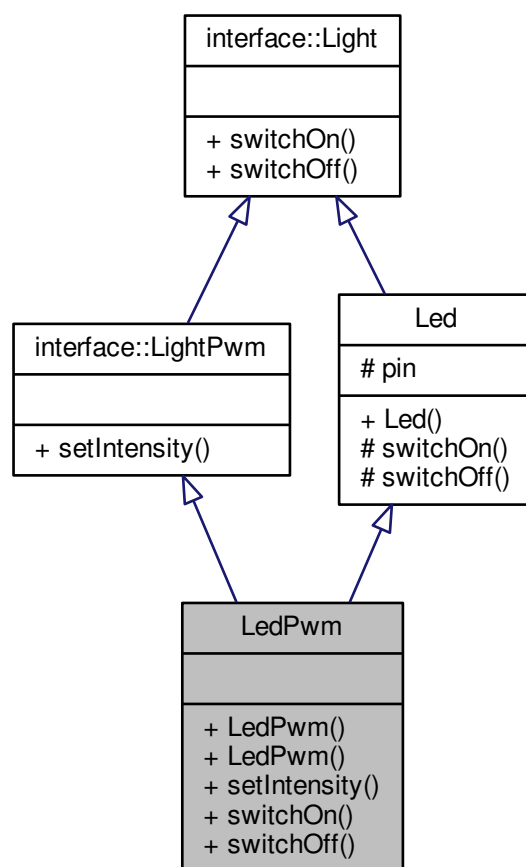 interface::Light
+ switchOn()
+ switchOff()
interface::LightPwm
+ setIntensity()
Led
# pin
+ Led()
# switchOn()
# switchOff()
LedPwm
+ LedPwm()
+ LedPwm()
+ setIntensity()
+ switchOn()
+ switchOff()